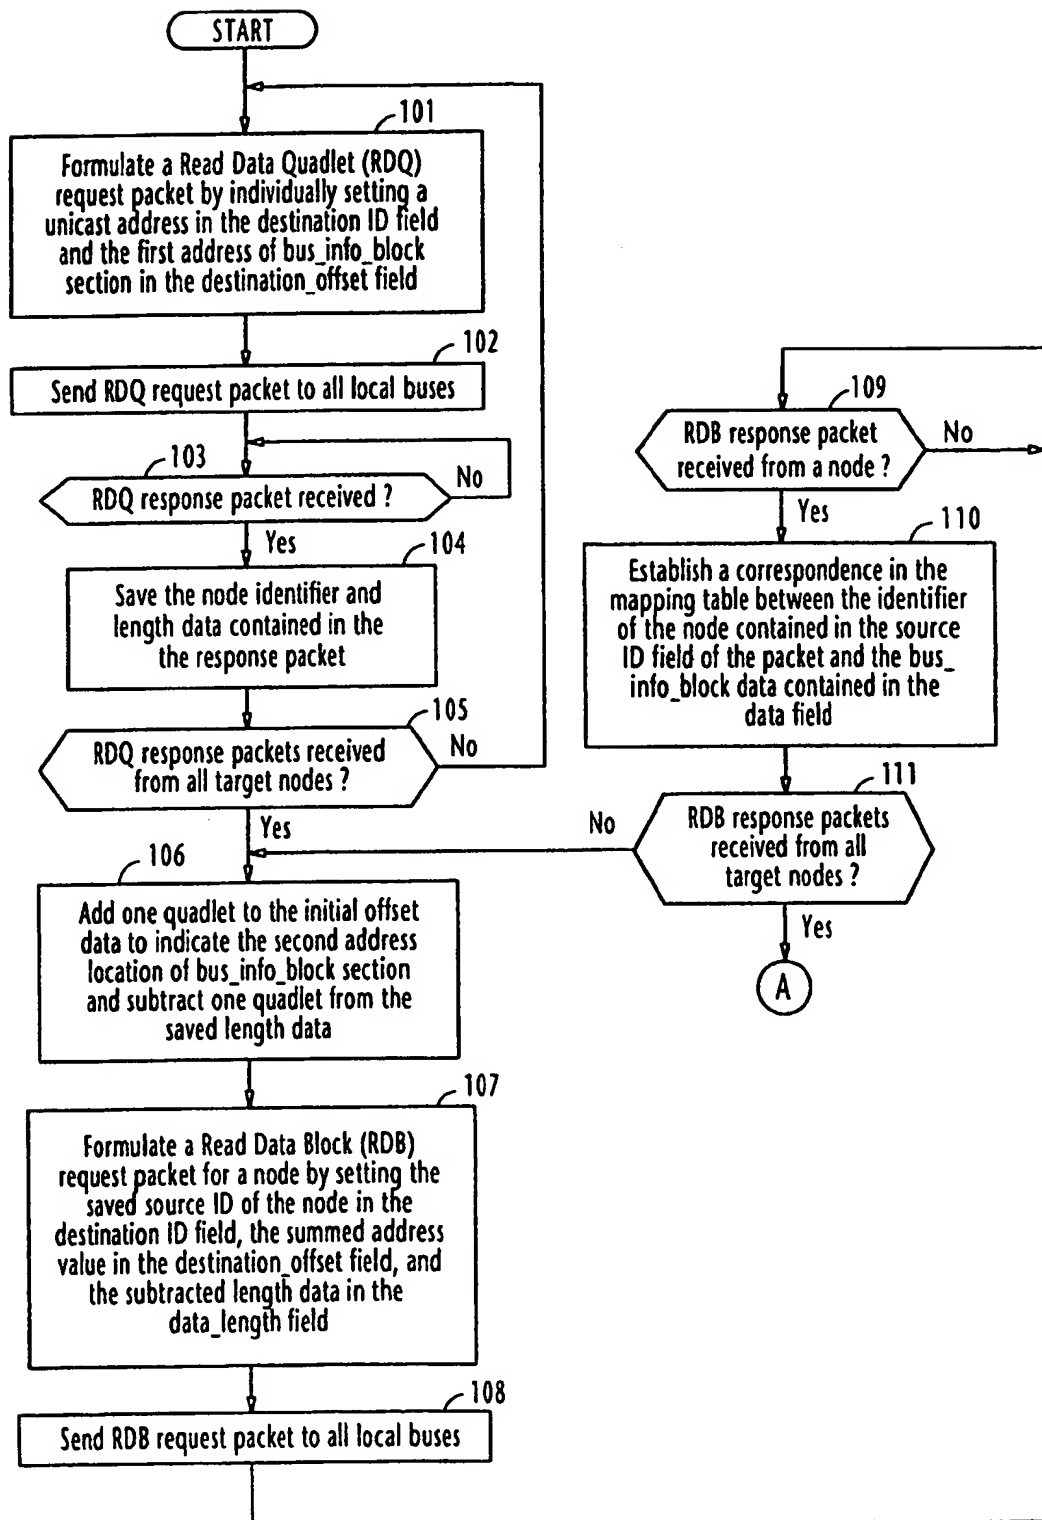 START
101
Formulate a Read Data Quadlet (RDQ)
request packet by individually setting a
unicast address in the destination ID field
and the first address of bus_info_block
section in the destination_offset field
102
Send RDQ request packet to all local buses
103
RDQ response packet received ?
No
Yes
104
Save the node identifier and
length data contained in the
the response packet
105
RDQ response packets received
from all target nodes ?
No
Yes
106
Add one quadlet to the initial offset
data to indicate the second address
location of bus_info_block section
and subtract one quadlet from the
saved length data
107
Formulate a Read Data Block (RDB)
request packet for a node by setting the
saved source ID of the node in the
destination ID field, the summed address
value in the destination_offset field, and
the subtracted length data in the
data_length field
108
Send RDB request packet to all local buses
109
RDB response packet
received from a node ?
No
Yes
110
Establish a correspondence in the
mapping table between the identifier
of the node contained in the source
ID field of the packet and the bus_
info_block data contained in the
data field
111
RDB response packets
received from all
target nodes ?
No
Yes
A